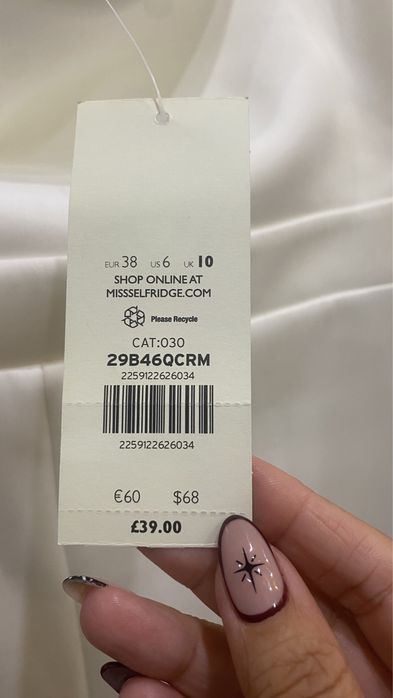 EUR 38 US 6 UK 10
SHOP ONLINE AT
MISSSELFRIDGE.COM
Please Recycle
CAT:030
29B46QCRM
2259122626034
2259122626034
€60 $68
£39.00